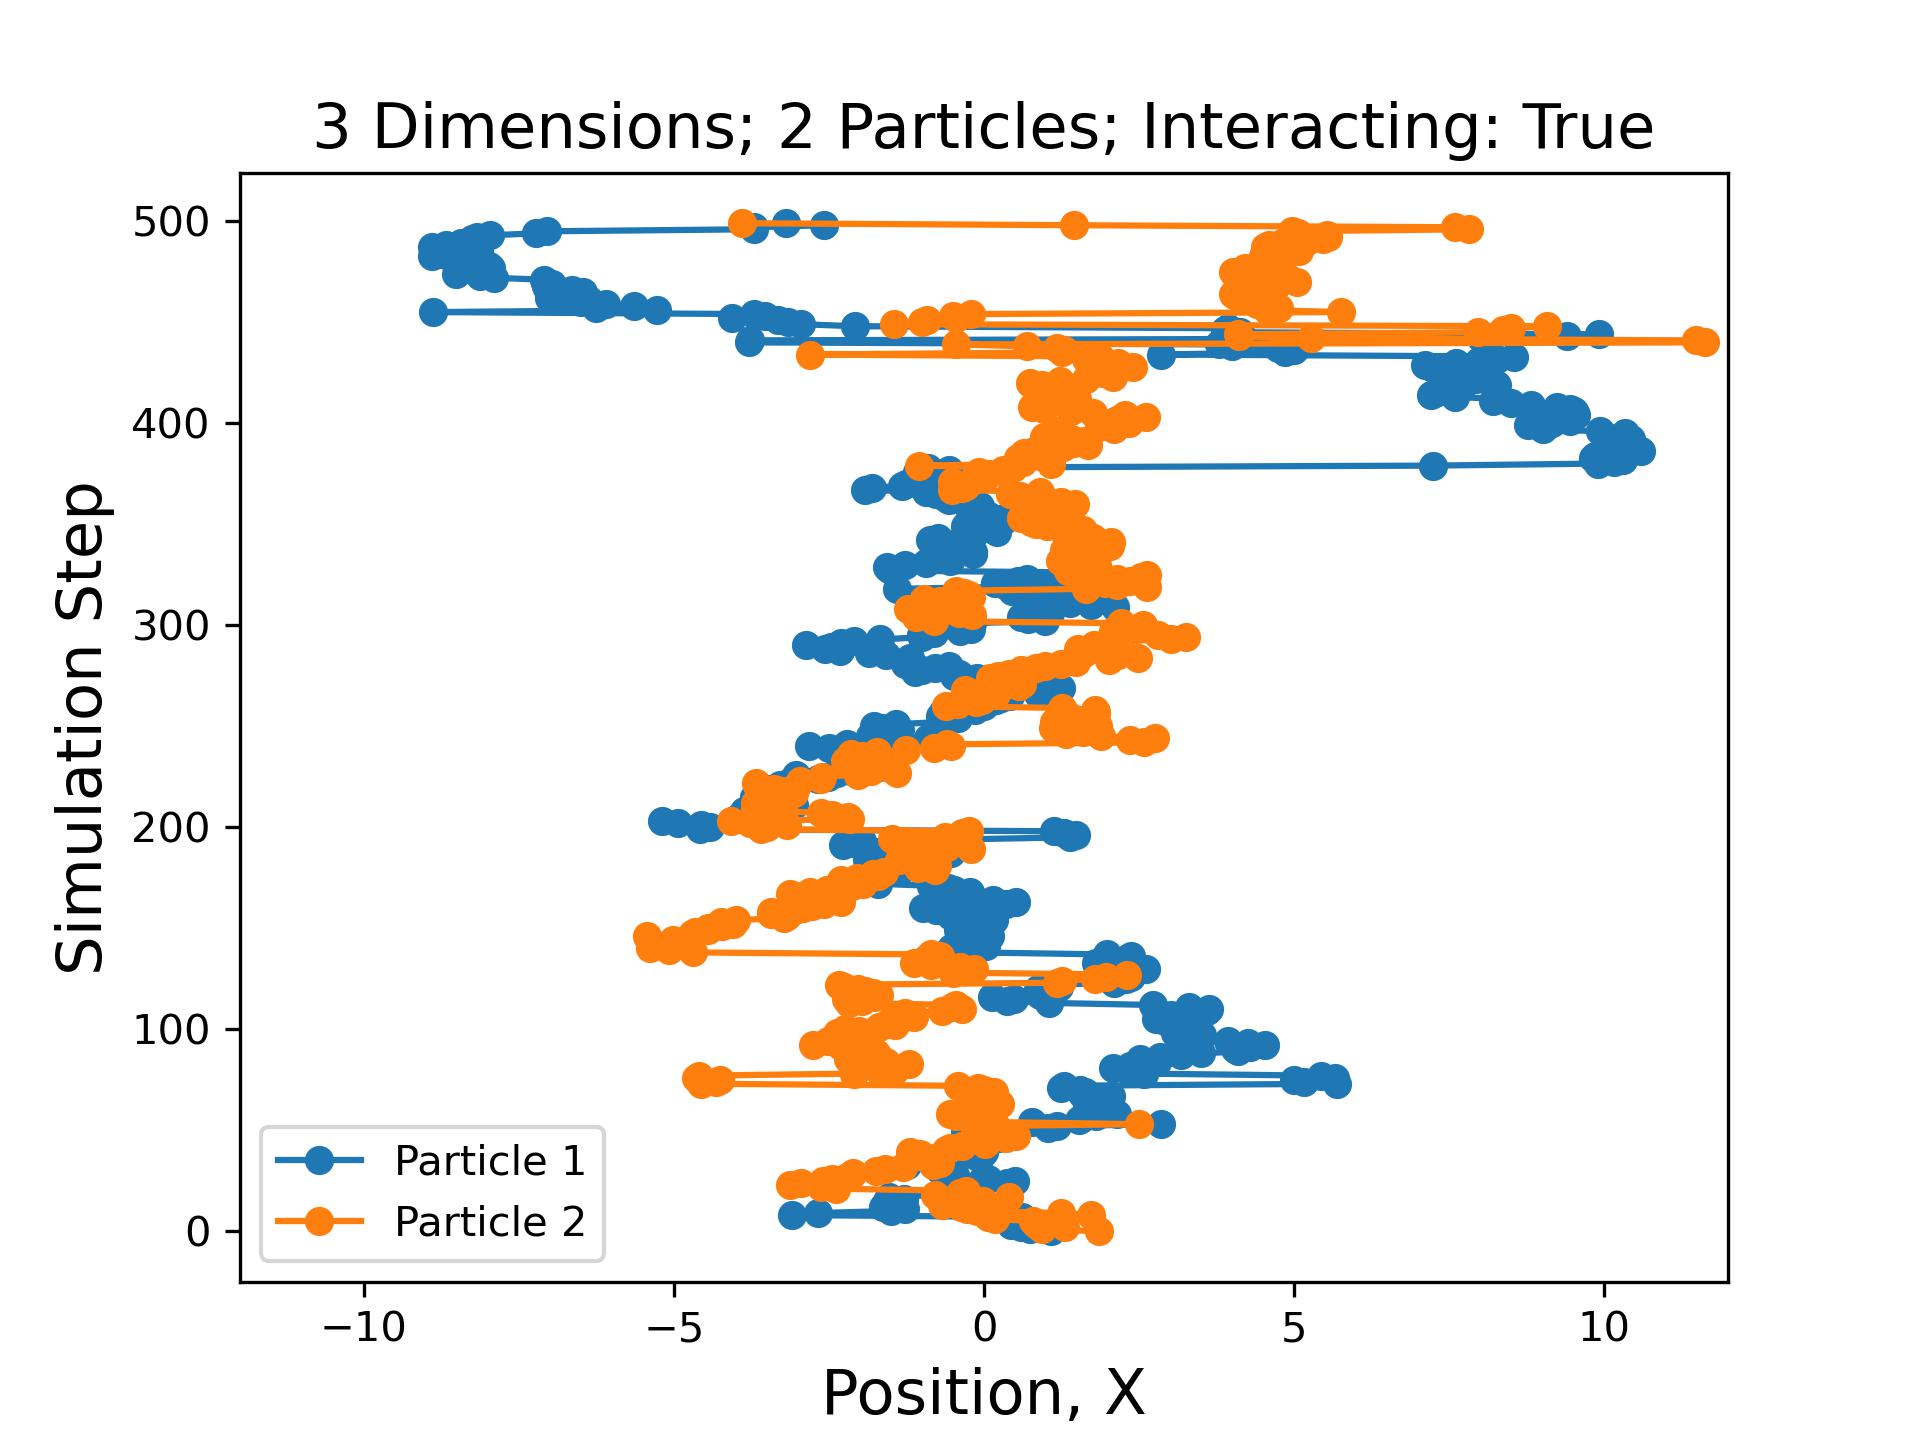 3 Dimensions; 2 Particles; Interacting: True
Simulation Step
500
400
300
200
100
0
Particle 1
Particle 2
−10
−5
0
5
10
Position, X